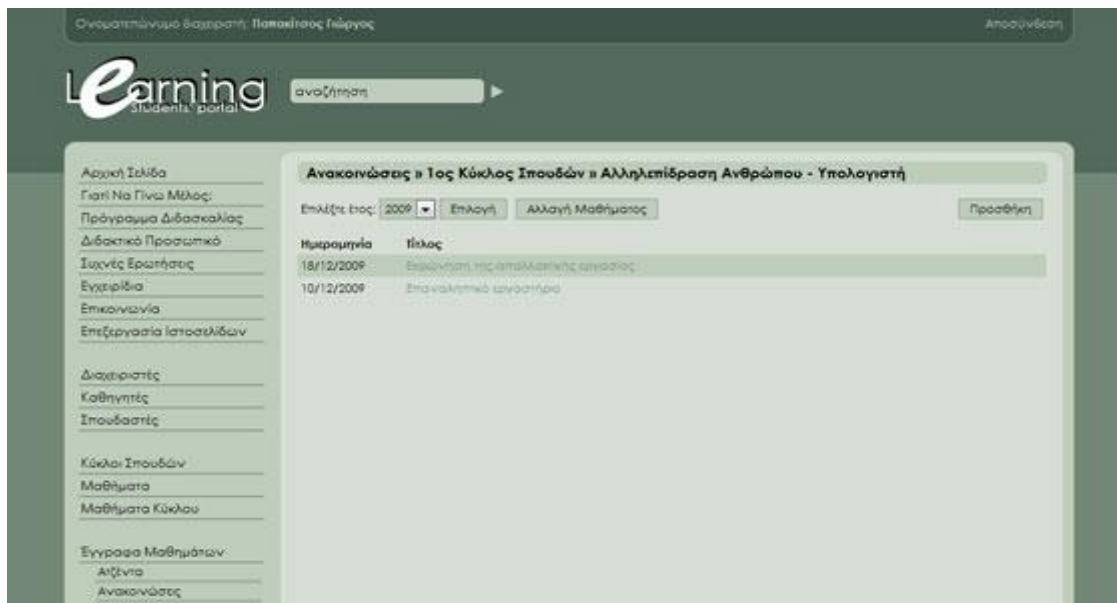 Ονοματεπώνυμο διαχειριστή: Παπακίτσος Γιώργος
Αποσύνδεση
Learning
Students' portal
αναζήτηση
Αρχική Σελίδα
Γιατί Να Γίνω Μέλος;
Πρόγραμμα Διδασκαλίας
Διδακτικό Προσωπικό
Συχνές Ερωτήσεις
Εγχειρίδια
Επικοινωνία
Επεξεργασία Ιστοσελίδων
Διαχειριστές
Καθηγητές
Σπουδαστές
Κύκλοι Σπουδών
Μαθήματα
Μαθήματα Κύκλου
Έγγραφα Μαθημάτων
Ατζέντα
Ανακοινώσεις
Ανακοινώσεις » 1ος Κύκλος Σπουδών » Αλληλεπίδραση Ανθρώπου - Υπολογιστή
Επιλέξτε έτος: 2009 Επιλογή Αλλαγή Μαθήματος Προσθήκη
Ημερομηνία Τίτλος
18/12/2009 της απαλλακτικής εργασίας
10/12/2009 Επαναληπτικό εργαστήριο